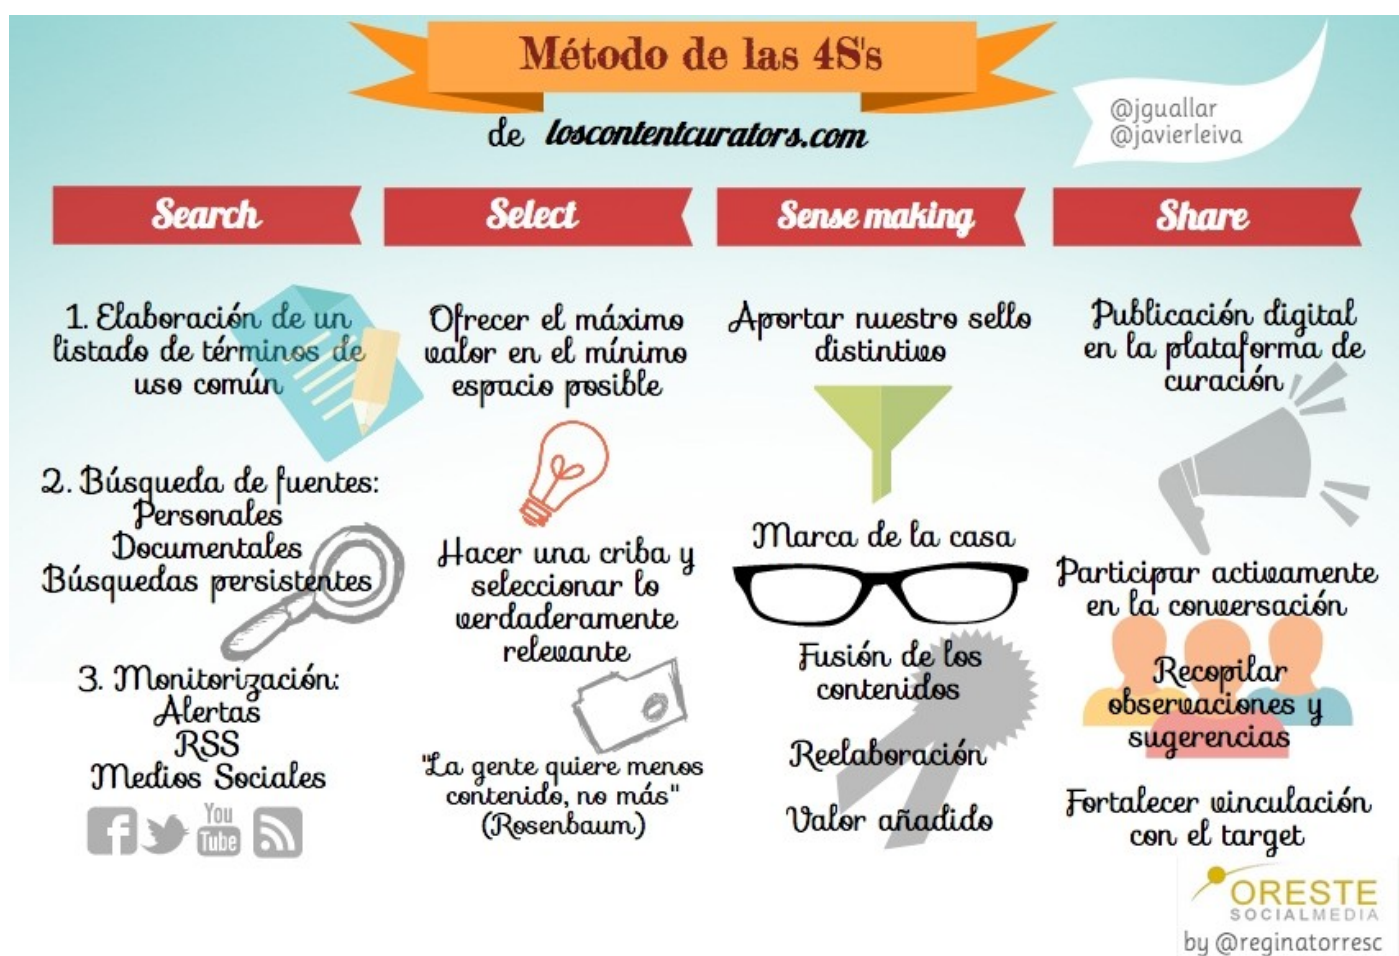 Método de las 4S's
de loscontentcurators.com
@jguallar
@javierleiva
Search
1. Elaboración de un
listado de términos de
uso común
2. Búsqueda de fuentes:
Personales
Documentales
Búsquedas persistentes
3. Monitorización:
Alertas
RSS
Medios Sociales
You
Tube
Select
Ofrecer el máximo
valor en el mínimo
espacio posible
Hacer una criba y
seleccionar lo
verdaderamente
relevante
"La gente quiere menos
contenido, no más"
(Rosenbaum)
Sense making
Aportar nuestro sello
distintivo
Marca de la casa
Fusión de los
contenidos
Reelaboración
Valor añadido
Share
Publicación digital
en la plataforma de
curación
Participar activamente
en la conversación
Recopilar
observaciones y
sugerencias
Fortalecer vinculación
con el target
ORESTE
SOCIALMEDIA
by @reginatorresc